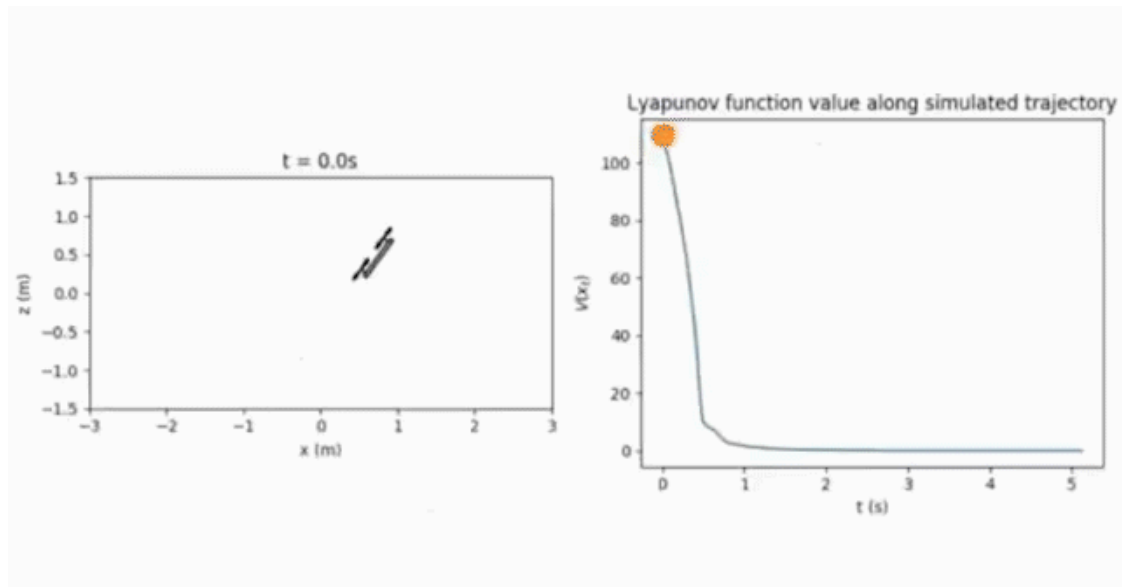 t = 0.0s
1.5
1.0
0.5
0.0
−0.5
−1.0
−1.5
z (m)
−3 −2 −1 0 1 2 3
x (m)
Lyapunov function value along simulated trajectory
100
80
60
40
20
0
V(xₜ)
0 1 2 3 4 5
t (s)